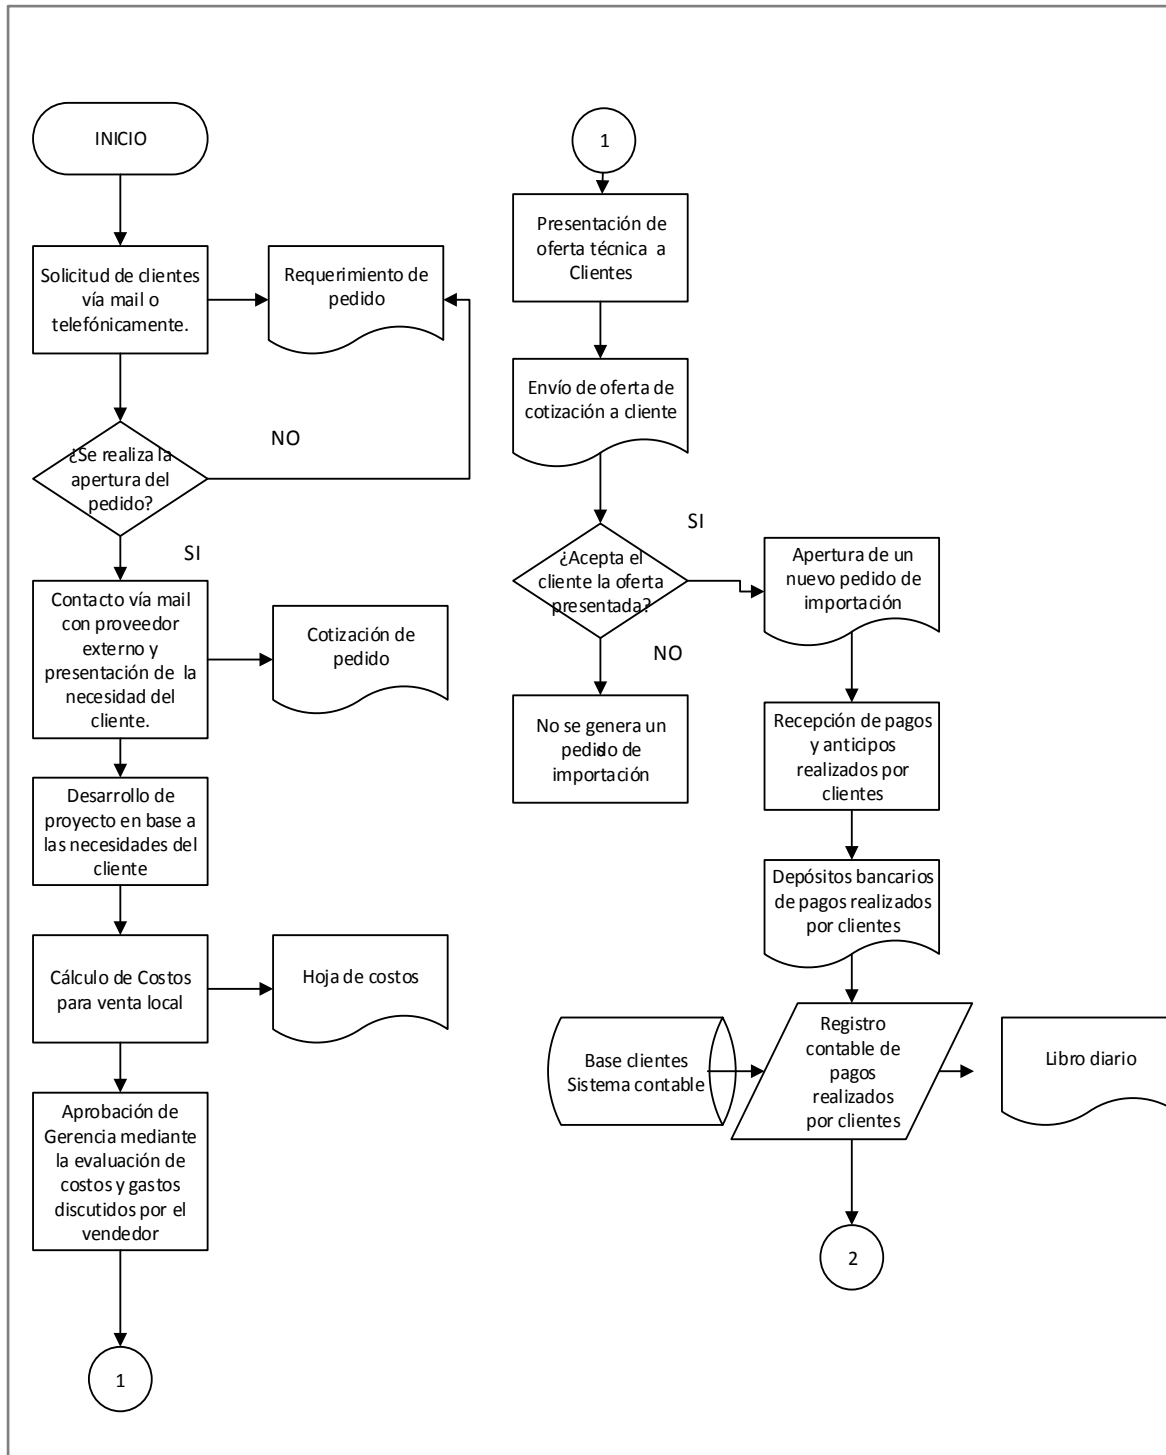 INICIO
Solicitud de clientes
vía mail o
telefónicamente.
Requerimiento de
pedido
NO
¿Se realiza la
apertura del
pedido?
SI
Contacto vía mail
con proveedor
externo y
presentación de la
necesidad del
cliente.
Cotización de
pedido
Desarrollo de
proyecto en base a
las necesidades del
cliente
Cálculo de Costos
para venta local
Hoja de costos
Aprobación de
Gerencia mediante
la evaluación de
costos y gastos
discutidos por el
vendedor
1
1
Presentación de
oferta técnica a
Clientes
Envío de oferta de
cotización a cliente
SI
¿Acepta el
cliente la oferta
presentada?
Apertura de un
nuevo pedido de
importación
NO
No se genera un
pedido de
importación
Recepción de pagos
y anticipos
realizados por
clientes
Depósitos bancarios
de pagos realizados
por clientes
Base clientes
Sistema contable
Registro
contable de
pagos
realizados
por clientes
Libro diario
2